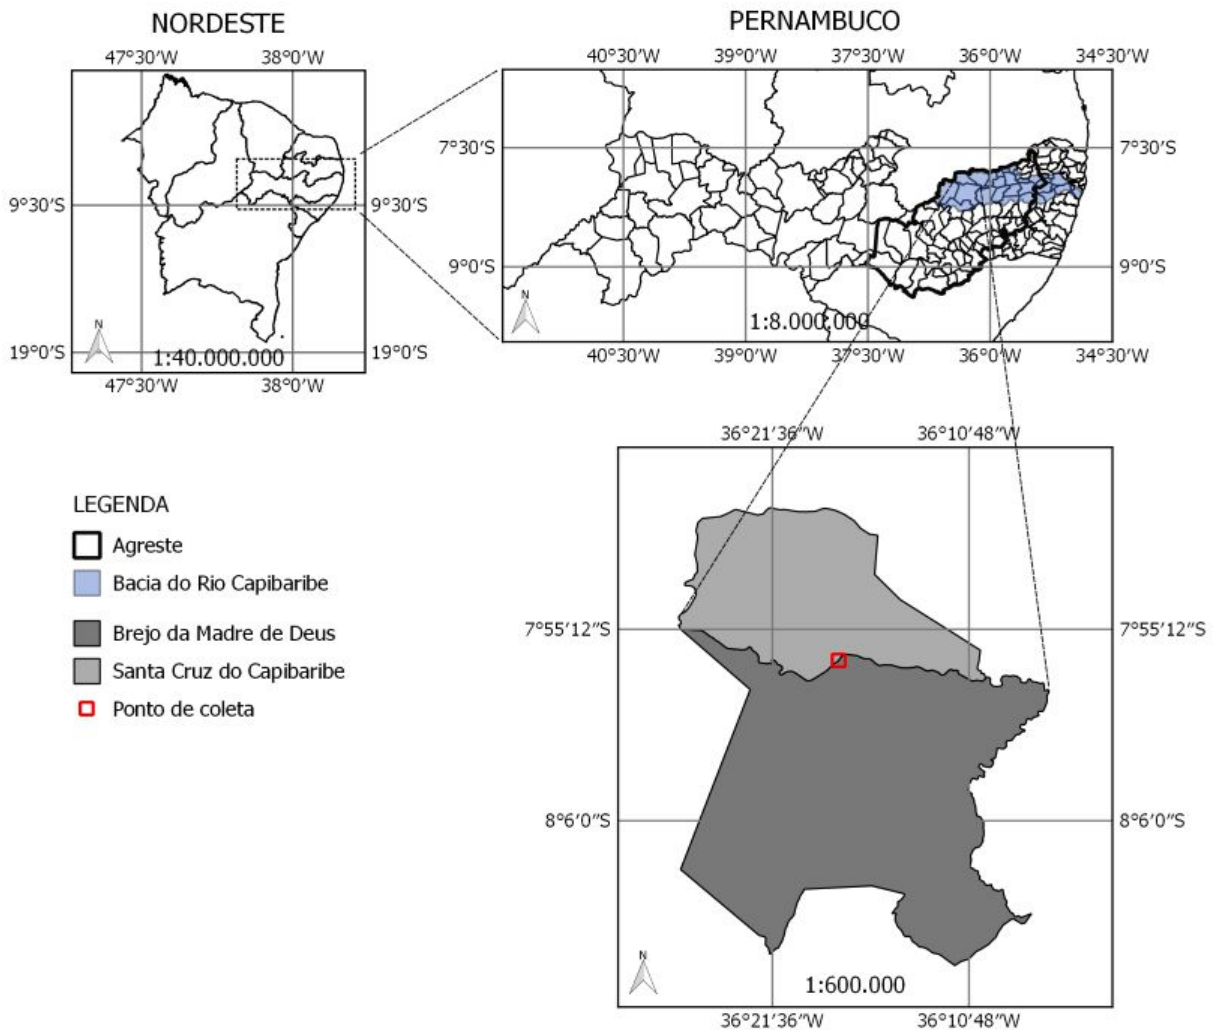 NORDESTE
47°30′W 38°0′W
9°30′S 9°30′S
N
1:40.000.000
19°0′S 19°0′S
47°30′W 38°0′W
PERNAMBUCO
40°30′W 39°0′W 37°30′W 36°0′W 34°30′W
7°30′S 7°30′S
9°0′S 9°0′S
N
1:8.000.000
40°30′W 39°0′W 37°30′W 36°0′W 34°30′W
LEGENDA
Agreste
Bacia do Rio Capibaribe
Brejo da Madre de Deus
Santa Cruz do Capibaribe
Ponto de coleta
36°21′36″W 36°10′48″W
7°55′12″S 7°55′12″S
8°6′0″S 8°6′0″S
N
1:600.000
36°21′36″W 36°10′48″W